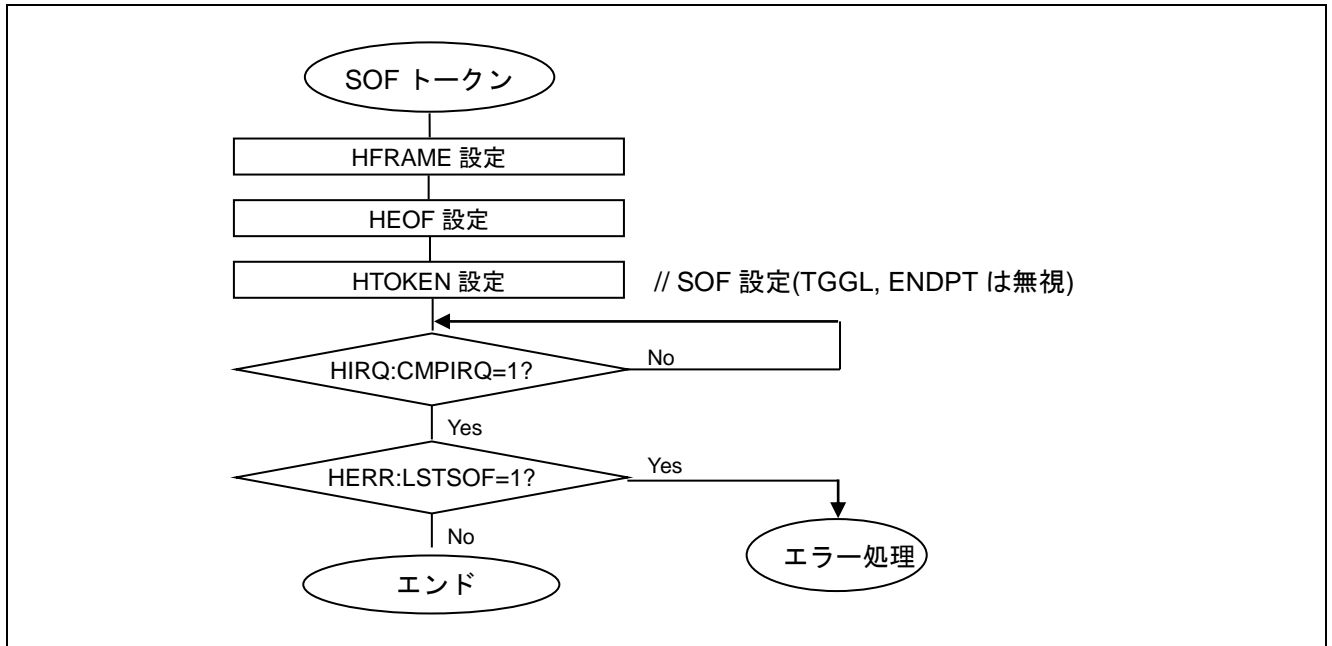 SOF トークン
HFRAME 設定
HEOF 設定
HTOKEN 設定 // SOF 設定(TGGL, ENDPT は無視)
HIRQ:CMPIRQ=1? No
Yes
HERR:LSTSOF=1? Yes
No
エラー処理
エンド